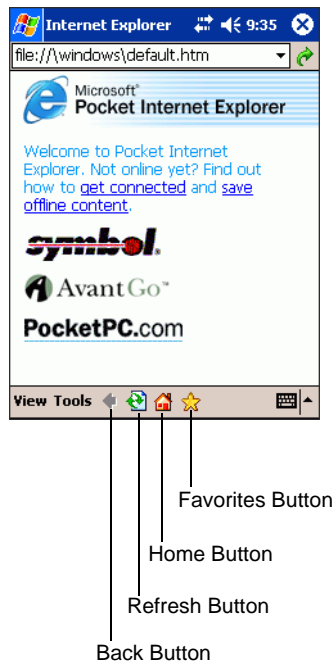 Internet Explorer 9:35
file://\windows\default.htm
Microsoft®
Pocket Internet Explorer
Welcome to Pocket Internet
Explorer. Not online yet? Find out
how to get connected and save
offline content.
symbol.
AvantGo™
PocketPC.com
View Tools
Favorites Button
Home Button
Refresh Button
Back Button